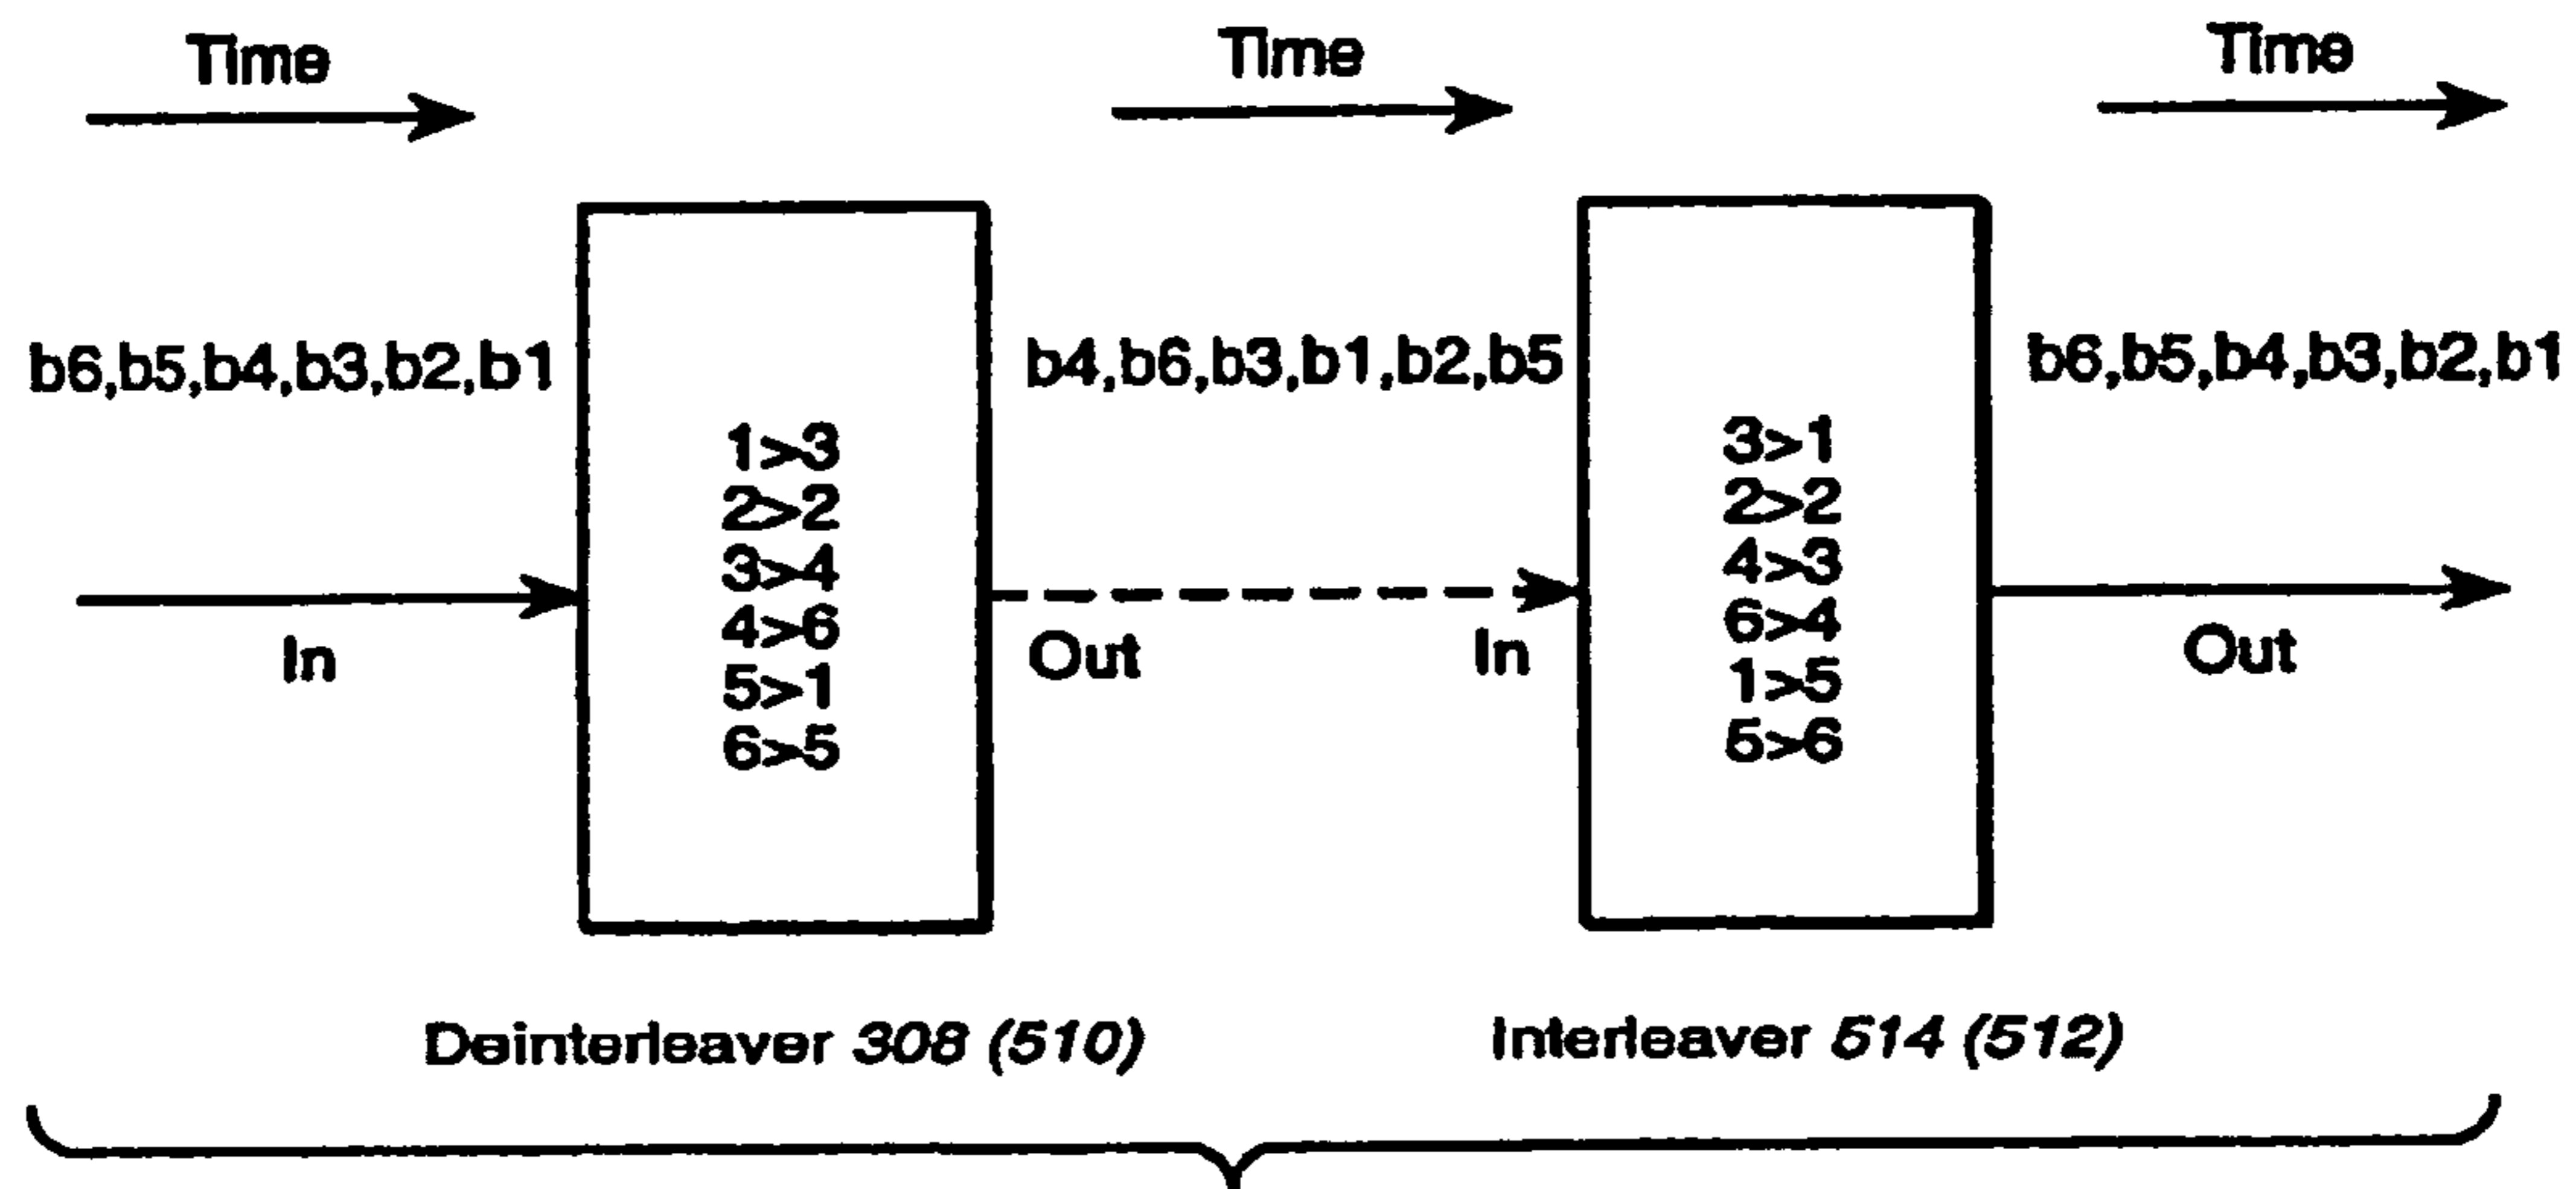 Time
Time
Time
b6,b5,b4,b3,b2,b1
b4,b6,b3,b1,b2,b5
b6,b5,b4,b3,b2,b1
1>3
2>2
3>4
4>6
5>1
6>5
3>1
2>2
4>3
6>4
1>5
5>6
In
Out
In
Out
Deinterleaver 308 (510)
Interleaver 514 (512)